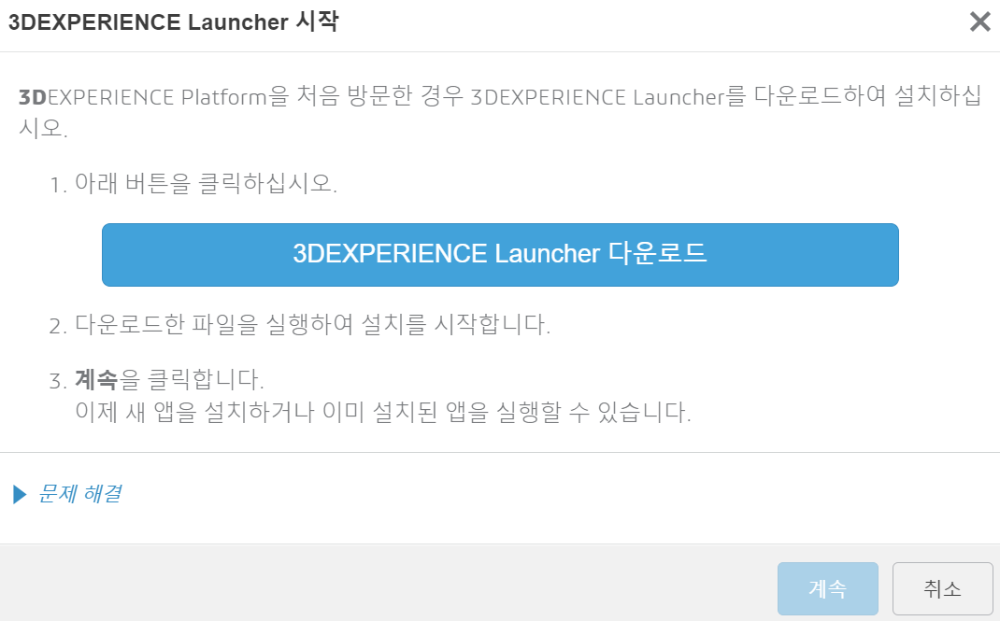 3DEXPERIENCE Launcher 시작
3DEXPERIENCE Platform을 처음 방문한 경우 3DEXPERIENCE Launcher를 다운로드하여 설치하십
시오.
1. 아래 버튼을 클릭하십시오.
3DEXPERIENCE Launcher 다운로드
2. 다운로드한 파일을 실행하여 설치를 시작합니다.
3. 계속을 클릭합니다.
이제 새 앱을 설치하거나 이미 설치된 앱을 실행할 수 있습니다.
문제 해결
계속
취소